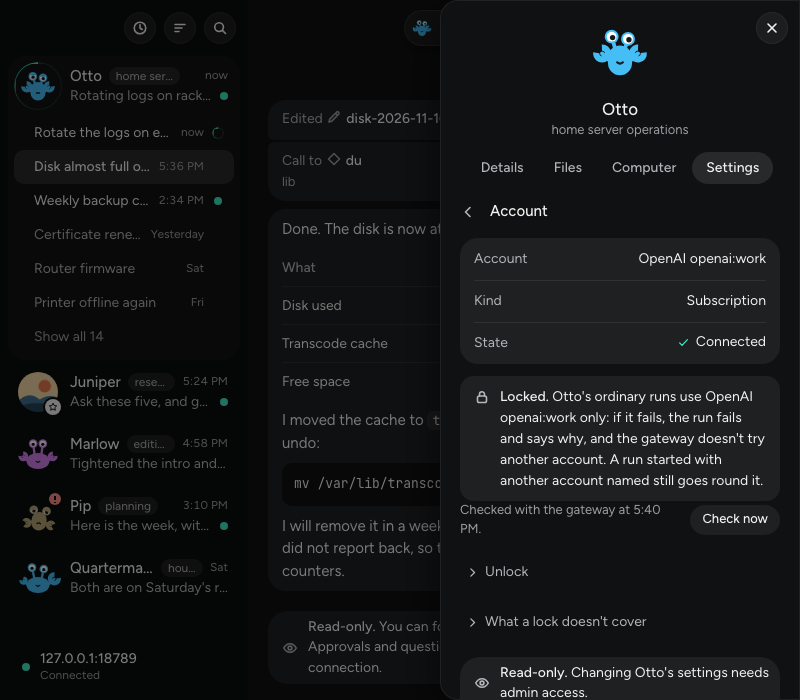 Otto
home ser...
now
Rotating logs on rack...
Rotate the logs on e...
now
Disk almost full o...
5:36 PM
Weekly backup c...
2:34 PM
Certificate rene...
Yesterday
Router firmware
Sat
Printer offline again
Fri
Show all 14
Juniper
rese...
5:24 PM
Ask these five, and g...
Marlow
editi...
4:58 PM
Tightened the intro and...
Pip
planning
3:10 PM
Here is the week, wit...
Quarterma...
hou...
Sat
Both are on Saturday's r...
127.0.0.1:18789
Connected
Edited disk-2026-11-1
Call to du
lib
Done. The disk is now at
What
Disk used
Transcode cache
Free space
I moved the cache to
undo:
mv /var/lib/transco
I will remove it in a week
did not report back, so t
counters.
Read-only. You can fo
Approvals and questi
connection.
Otto
home server operations
Details
Files
Computer
Settings
Account
Account
OpenAI openai:work
Kind
Subscription
State
Connected
Locked. Otto's ordinary runs use OpenAI
openai:work only: if it fails, the run fails
and says why, and the gateway doesn't try
another account. A run started with
another account named still goes round it.
Checked with the gateway at 5:40
PM.
Check now
Unlock
What a lock doesn't cover
Read-only. Changing Otto's settings needs
admin access.